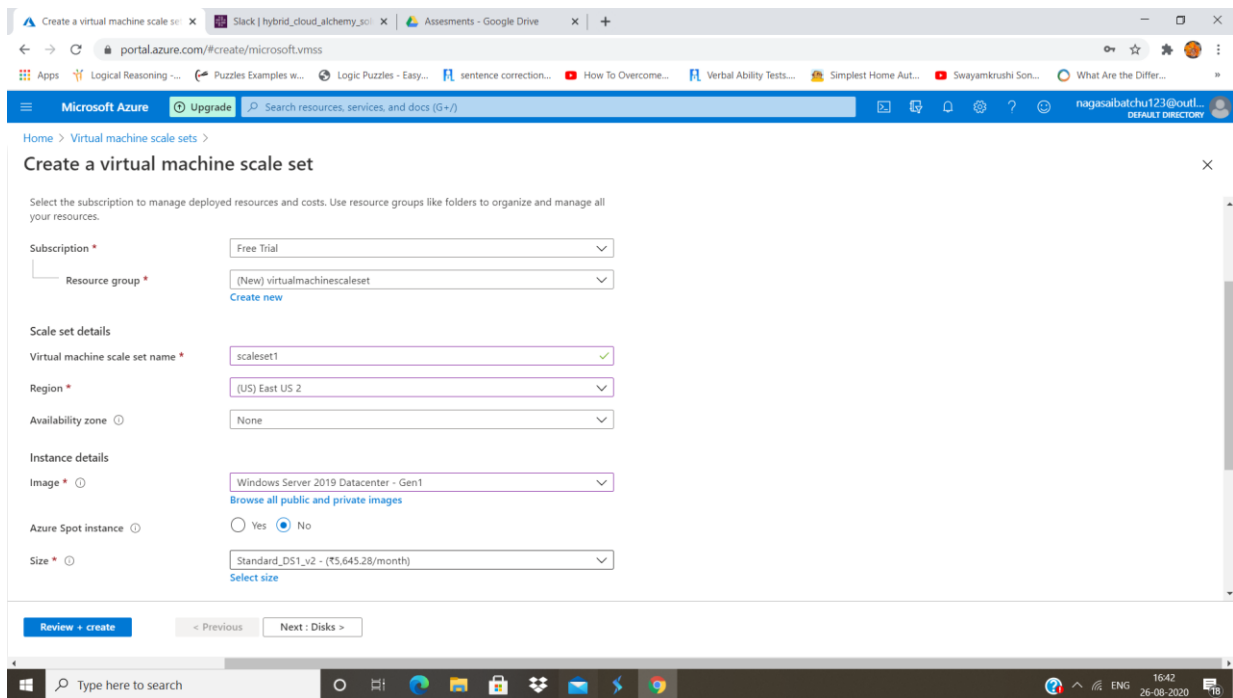 Create a virtual machine scale se
Slack | hybrid_cloud_alchemy_sol
Assesments - Google Drive
portal.azure.com/#create/microsoft.vmss
Apps
Logical Reasoning -...
Puzzles Examples w...
Logic Puzzles - Easy...
sentence correction...
How To Overcome...
Verbal Ability Tests....
Simplest Home Aut...
Swayamkrushi Son...
What Are the Differ...
»
Microsoft Azure
Upgrade
Search resources, services, and docs (G+/)
nagasaibatchu123@outl...
DEFAULT DIRECTORY
Home > Virtual machine scale sets >
Create a virtual machine scale set
Select the subscription to manage deployed resources and costs. Use resource groups like folders to organize and manage all
your resources.
Subscription *
Free Trial
Resource group *
(New) virtualmachinescaleset
Create new
Scale set details
Virtual machine scale set name *
scaleset1
Region *
(US) East US 2
Availability zone
None
Instance details
Image *
Windows Server 2019 Datacenter - Gen1
Browse all public and private images
Azure Spot instance
Yes
No
Size *
Standard_DS1_v2 - (₹5,645.28/month)
Select size
Review + create
< Previous
Next : Disks >
Type here to search
ENG
16:42
26-08-2020
18